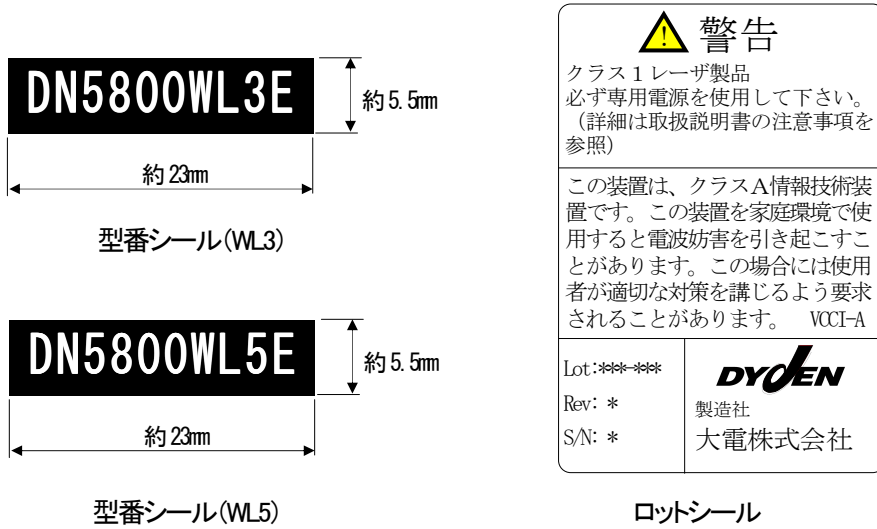 DN5800WL3E
約5.5mm
約23mm
型番シール(WL3)
DN5800WL5E
約5.5mm
約23mm
型番シール(WL5)
警告
クラス1レーザ製品
必ず専用電源を使用して下さい。
(詳細は取扱説明書の注意事項を
参照)
この装置は、クラスA情報技術装
置です。この装置を家庭環境で使
用すると電波妨害を引き起こすこ
とがあります。この場合には使用
者が適切な対策を講じるよう要求
されることがあります。 VCCI-A
Lot:***-***
Rev: *
S/N: *
DYDEN
製造社
大電株式会社
ロットシール